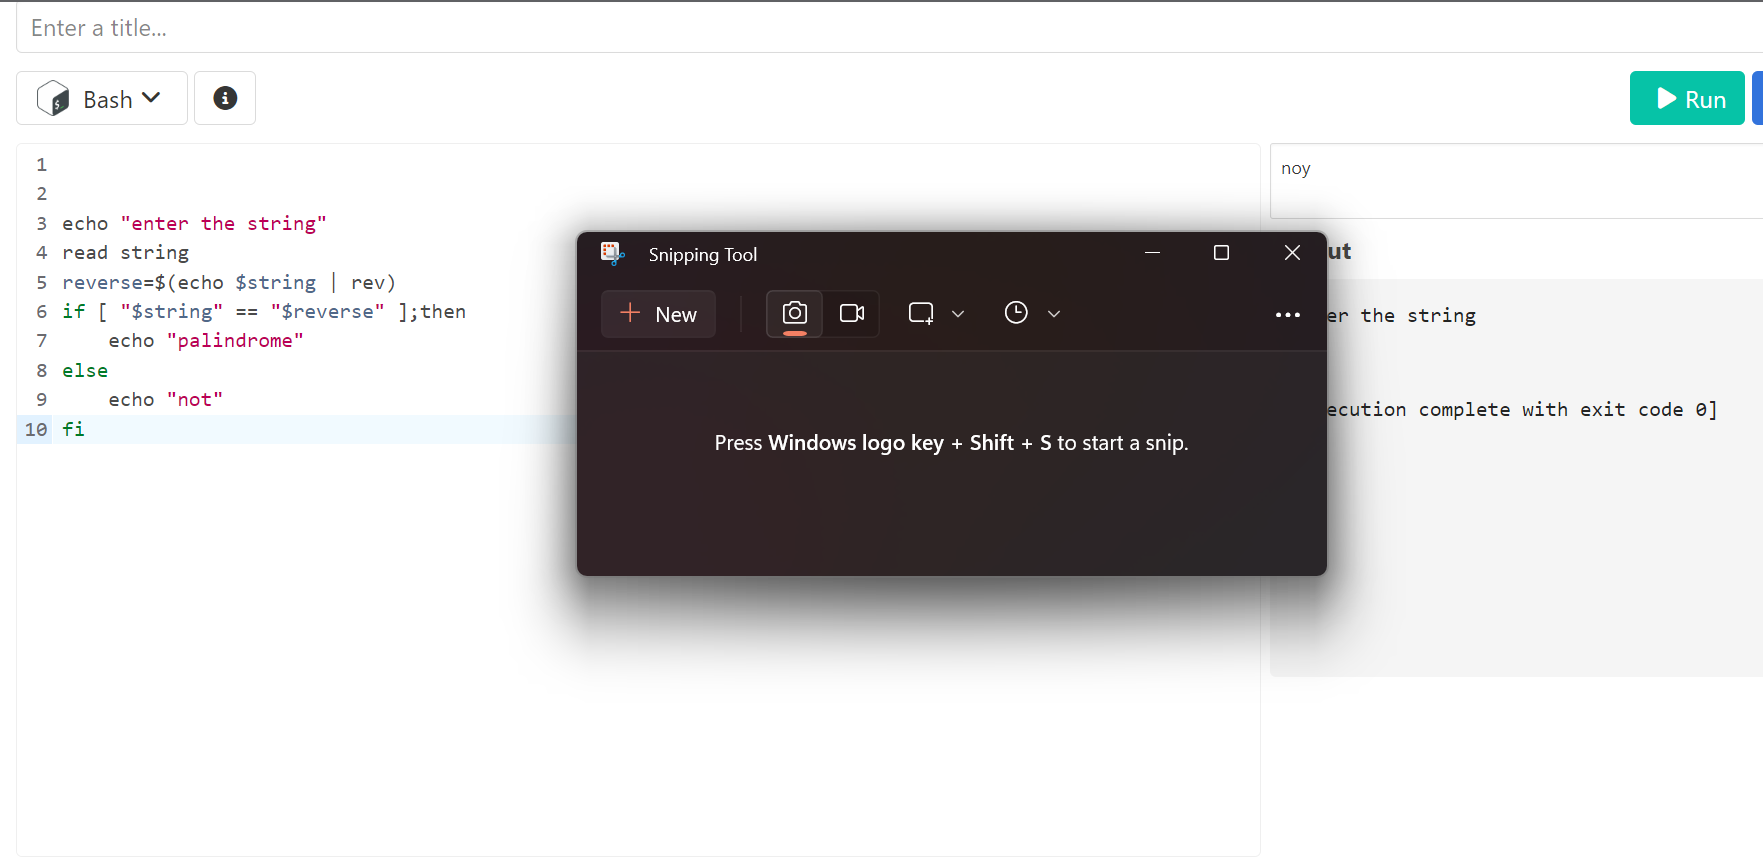 Enter a title...
Bash
Run
1
2
3 echo "enter the string"
4 read string
5 reverse=$(echo $string | rev)
6 if [ "$string" == "$reverse" ];then
7     echo "palindrome"
8 else
9     echo "not"
10 fi
noy
ut
er the string
ecution complete with exit code 0]
Snipping Tool
New
Press Windows logo key + Shift + S to start a snip.